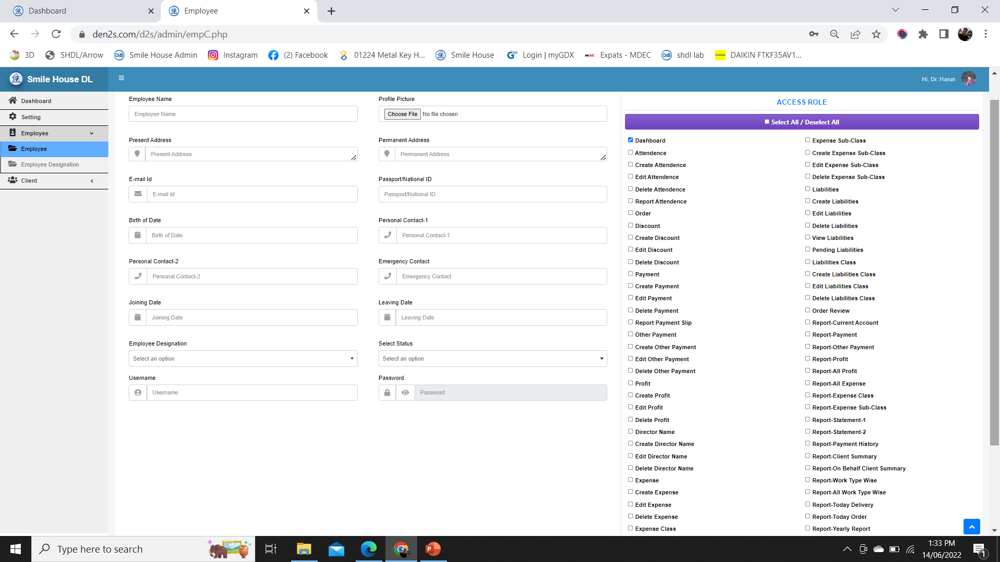 Dashboard
Employee
den2s.com/d2s/admin/empC.php
3D
SHDL/Arrow
Smile House Admin
Instagram
(2) Facebook
01224 Metal Key H...
Smile House
Login | myGDX
Expats - MDEC
shdl lab
DAIKIN FTKF35AV1...
Smile House DL
Hi, Dr. Harun
Dashboard
Setting
Employee
Employee
Employee Designation
Client
Employee Name
Employee Name
Profile Picture
Choose File No file chosen
Present Address
Present Address
Permanent Address
Permanent Address
E-mail Id
E-mail Id
Passport/National ID
Passport/National ID
Birth of Date
Birth of Date
Personal Contact-1
Personal Contact-1
Personal Contact-2
Personal Contact-2
Emergency Contact
Emergency Contact
Joining Date
Joining Date
Leaving Date
Leaving Date
Employee Designation
Select an option
Select Status
Select an option
Username
Username
Password
Password
ACCESS ROLE
Select All / Deselect All
Dashboard
Attendence
Create Attendence
Edit Attendence
Delete Attendence
Report Attendence
Order
Discount
Create Discount
Edit Discount
Delete Discount
Payment
Create Payment
Edit Payment
Delete Payment
Report Payment Slip
Other Payment
Create Other Payment
Edit Other Payment
Delete Other Payment
Profit
Create Profit
Edit Profit
Delete Profit
Director Name
Create Director Name
Edit Director Name
Delete Director Name
Expense
Create Expense
Edit Expense
Delete Expense
Expense Class
Expense Sub-Class
Create Expense Sub-Class
Edit Expense Sub-Class
Delete Expense Sub-Class
Liabilities
Create Liabilities
Edit Liabilities
Delete Liabilities
View Liabilities
Pending Liabilities
Liabilities Class
Create Liabilities Class
Edit Liabilities Class
Delete Liabilities Class
Order Review
Report-Current Account
Report-Payment
Report-Other Payment
Report-Profit
Report-All Profit
Report-All Expense
Report-Expense Class
Report-Expense Sub-Class
Report-Statement-1
Report-Statement-2
Report-Payment History
Report-Client Summary
Report-On Behalf Client Summary
Report-Work Type Wise
Report-All Work Type Wise
Report-Today Delivery
Report-Today Order
Report-Yearly Report
Type here to search
1:33 PM
14/06/2022
1